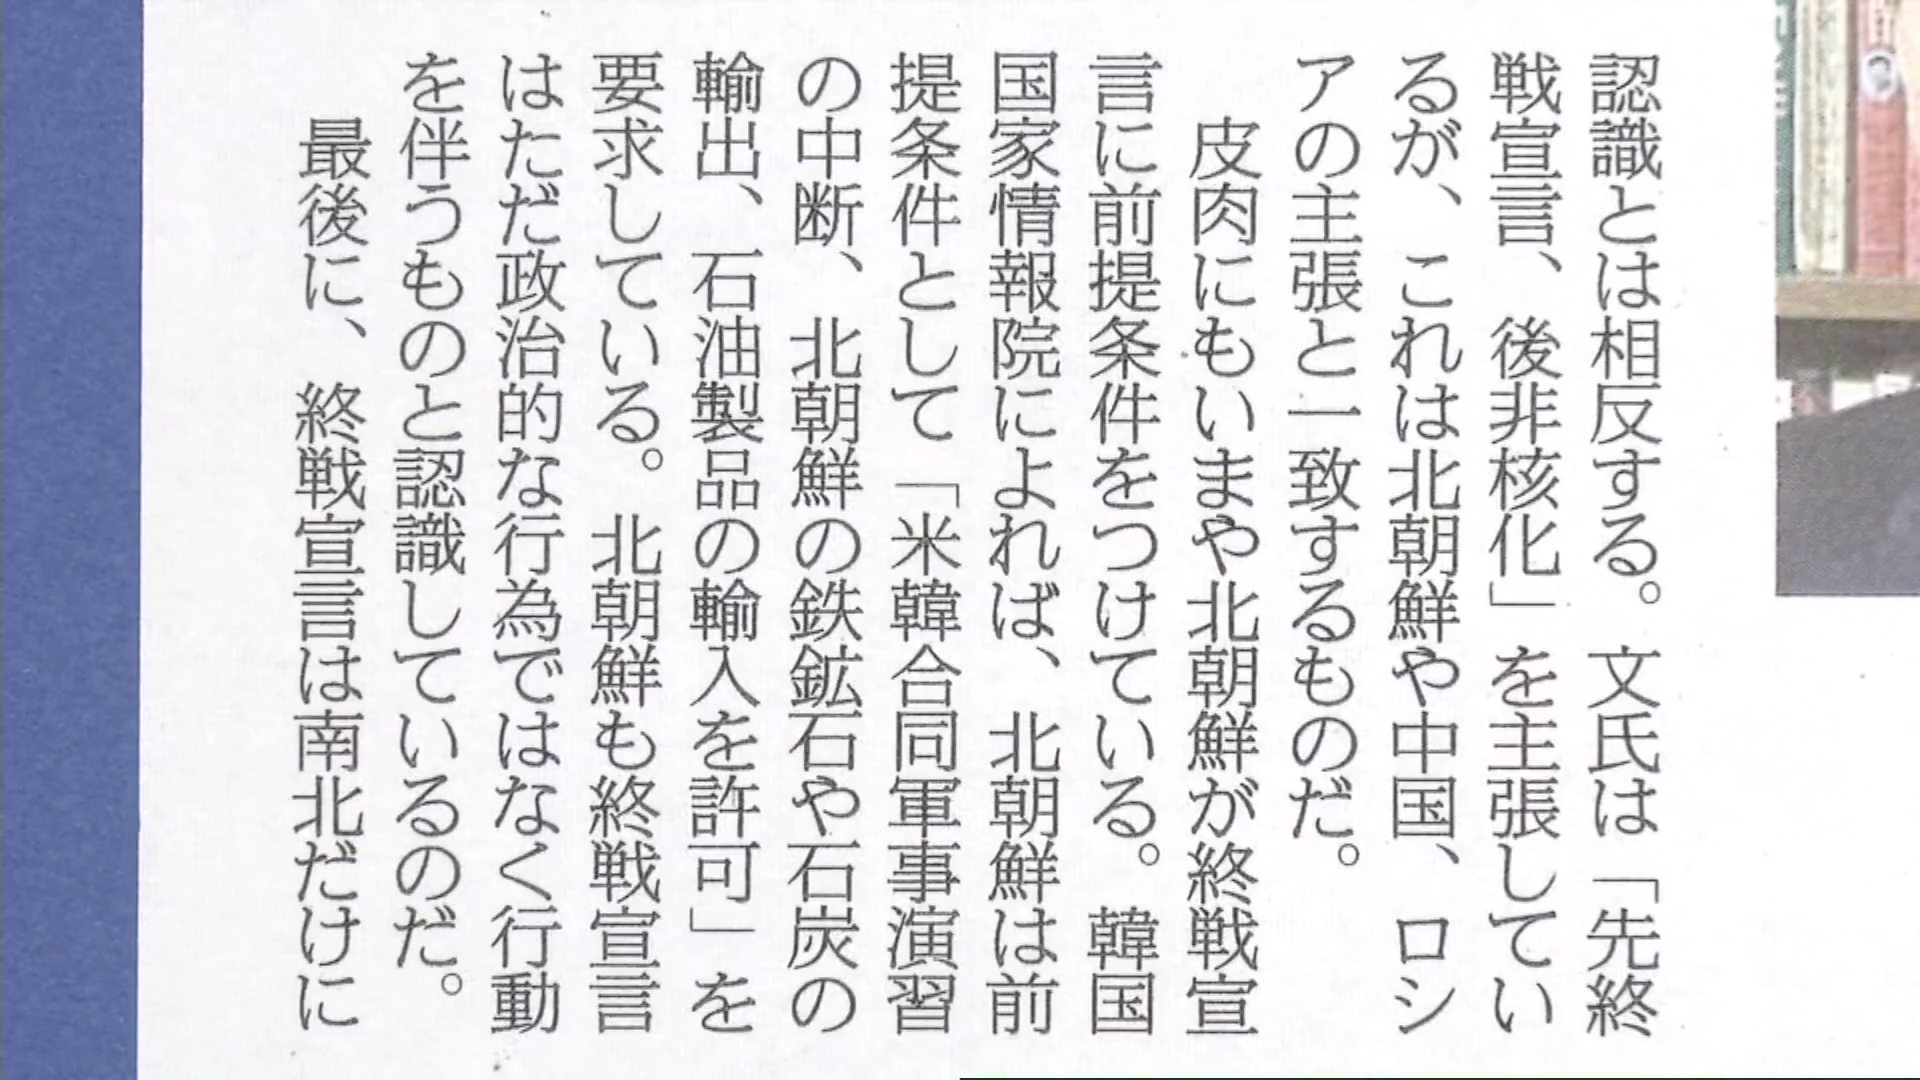 認識とは相反する。文氏は「先終
戦宣言、後非核化」を主張してい
るが、これは北朝鮮や中国、ロシ
アの主張と一致するものだ。
皮肉にもいまや北朝鮮が終戦宣
言に前提条件をつけている。韓国
国家情報院によれば、北朝鮮は前
提条件として「米韓合同軍事演習
の中断、北朝鮮の鉄鉱石や石炭の
輸出、石油製品の輸入を許可」を
要求している。北朝鮮も終戦宣言
はただ政治的な行為ではなく行動
を伴うものと認識しているのだ。
最後に、終戦宣言は南北だけに